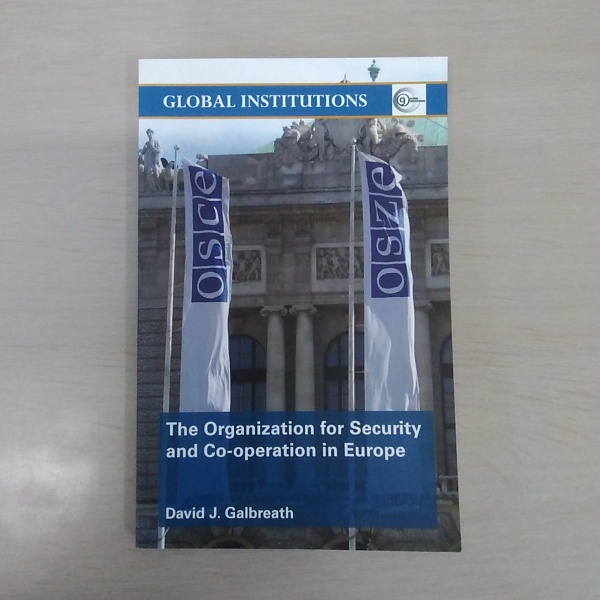 GLOBAL INSTITUTIONS
osce
osze
The Organization for Security
and Co-operation in Europe
David J. Galbreath